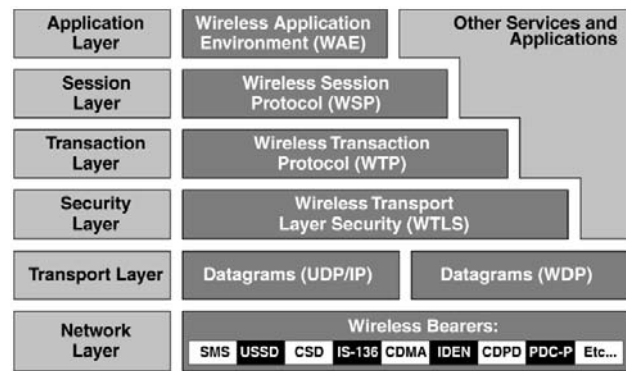 Application
Layer
Wireless Application
Environment (WAE)
Other Services and
Applications
Session
Layer
Wireless Session
Protocol (WSP)
Transaction
Layer
Wireless Transaction
Protocol (WTP)
Security
Layer
Wireless Transport
Layer Security (WTLS)
Transport Layer
Datagrams (UDP/IP)
Datagrams (WDP)
Network
Layer
Wireless Bearers:
SMS USSD CSD IS-136 CDMA IDEN CDPD PDC-P Etc...